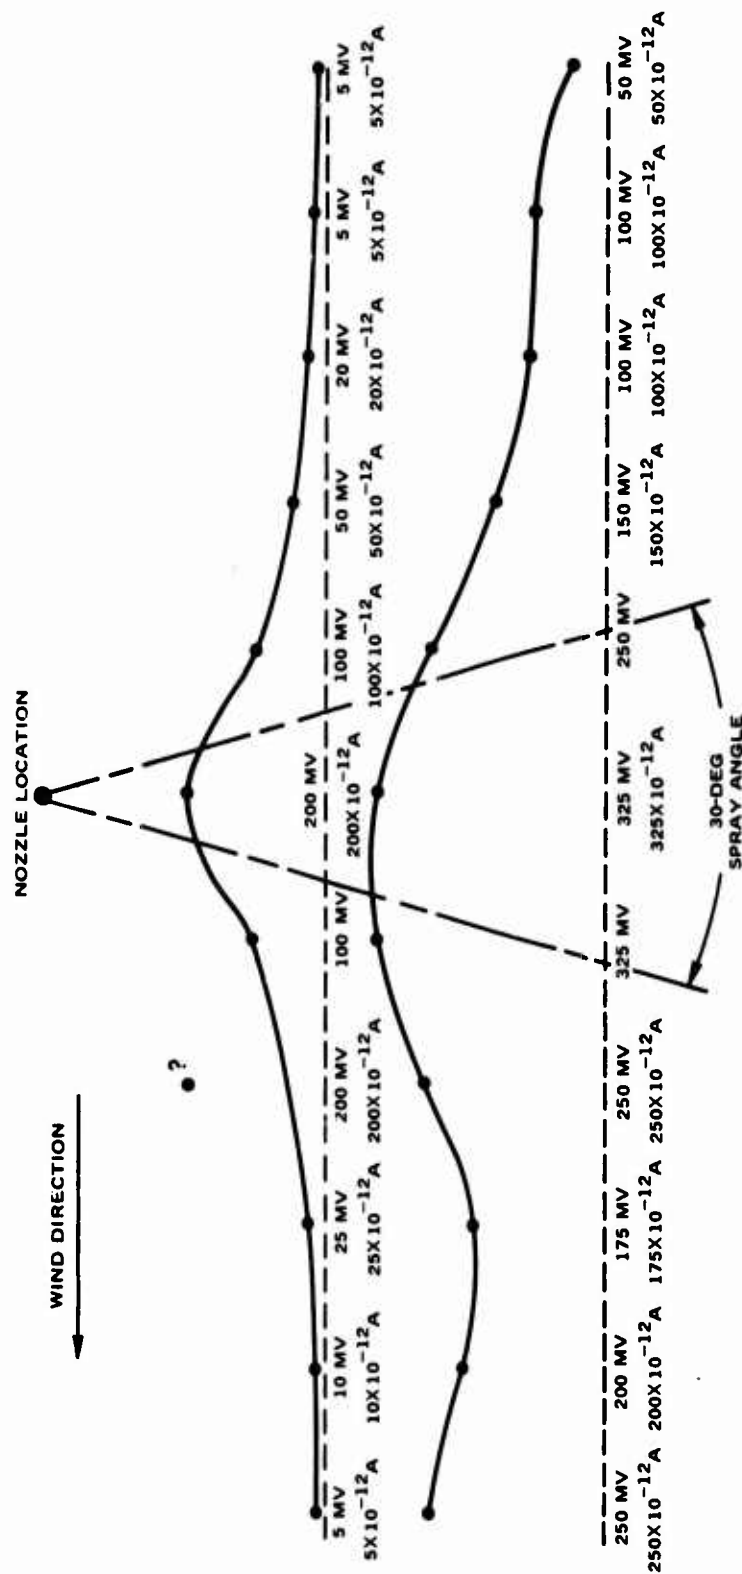 NOZZLE LOCATION
WIND DIRECTION
?
5 MV
10 MV
25 MV
200 MV
100 MV
200 MV
100 MV
50 MV
20 MV
5 MV
5 MV
5X10⁻¹²A
10X10⁻¹²A
25X10⁻¹²A
200X10⁻¹²A
200X10⁻¹²A
100X10⁻¹²A
50X10⁻¹²A
20X10⁻¹²A
5X10⁻¹²A
5X10⁻¹²A
250 MV
200 MV
175 MV
250 MV
325 MV
325 MV
250 MV
150 MV
100 MV
100 MV
50 MV
250X10⁻¹²A
200X10⁻¹²A
175X10⁻¹²A
250X10⁻¹²A
325X10⁻¹²A
150X10⁻¹²A
100X10⁻¹²A
100X10⁻¹²A
50X10⁻¹²A
30-DEG
SPRAY ANGLE